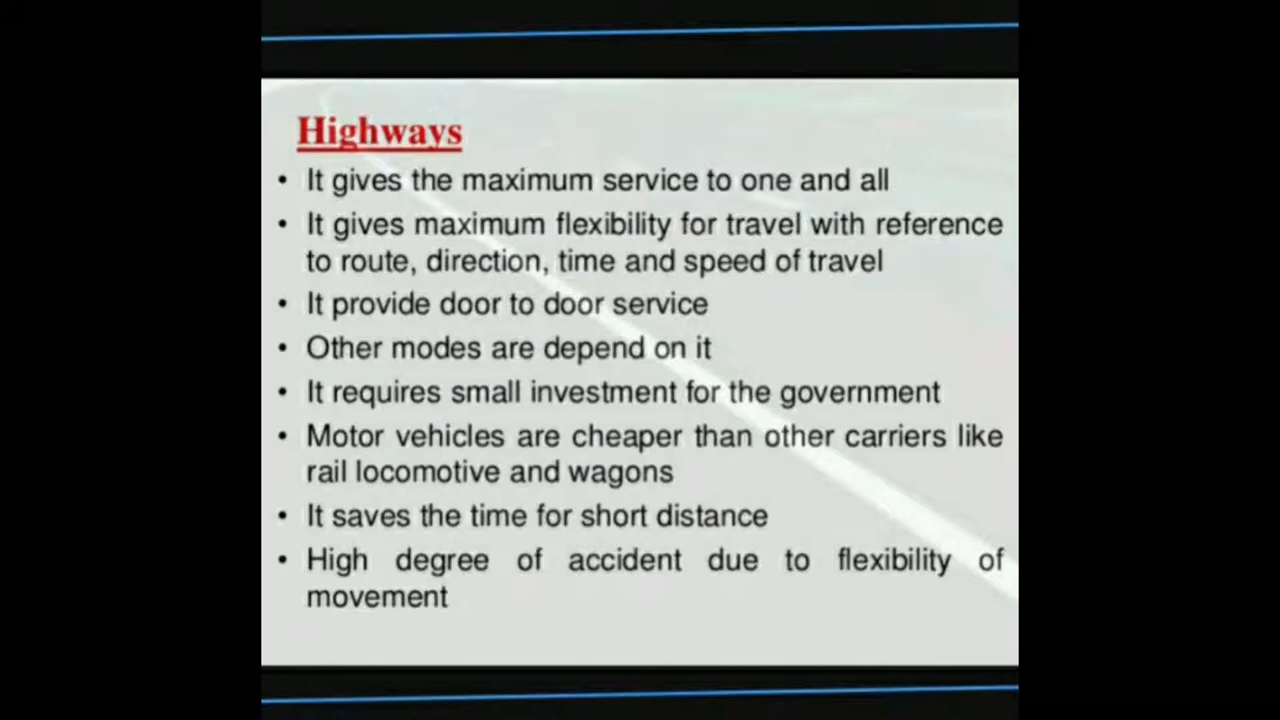 Highways
• It gives the maximum service to one and all
• It gives maximum flexibility for travel with reference
to route, direction, time and speed of travel
• It provide door to door service
• Other modes are depend on it
• It requires small investment for the government
• Motor vehicles are cheaper than other carriers like
rail locomotive and wagons
• It saves the time for short distance
• High degree of accident due to flexibility of
movement